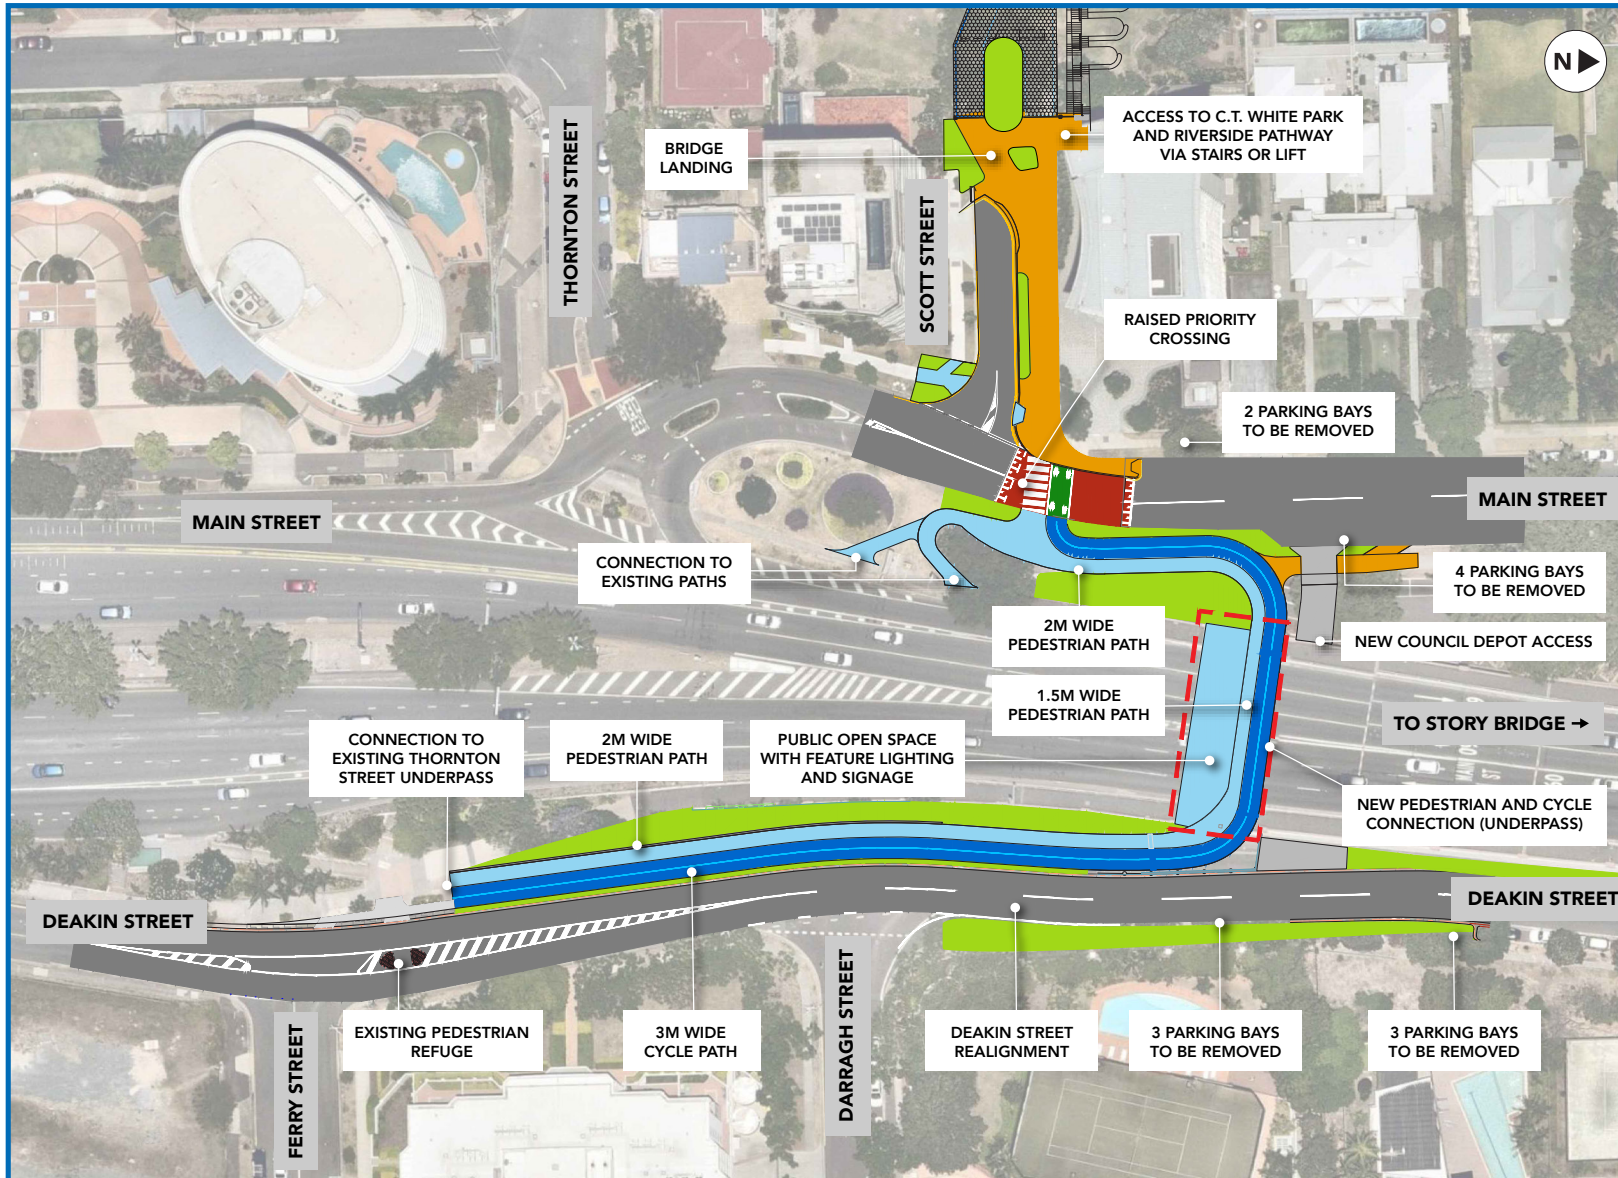 N
ACCESS TO C.T. WHITE PARK
AND RIVERSIDE PATHWAY
VIA STAIRS OR LIFT
BRIDGE
LANDING
THORNTON STREET
SCOTT STREET
RAISED PRIORITY
CROSSING
2 PARKING BAYS
TO BE REMOVED
MAIN STREET
MAIN STREET
CONNECTION TO
EXISTING PATHS
4 PARKING BAYS
TO BE REMOVED
2M WIDE
PEDESTRIAN PATH
NEW COUNCIL DEPOT ACCESS
1.5M WIDE
PEDESTRIAN PATH
TO STORY BRIDGE →
CONNECTION TO
EXISTING THORNTON
STREET UNDERPASS
2M WIDE
PEDESTRIAN PATH
PUBLIC OPEN SPACE
WITH FEATURE LIGHTING
AND SIGNAGE
NEW PEDESTRIAN AND CYCLE
CONNECTION (UNDERPASS)
DEAKIN STREET
DEAKIN STREET
EXISTING PEDESTRIAN
REFUGE
3M WIDE
CYCLE PATH
DEAKIN STREET
REALIGNMENT
3 PARKING BAYS
TO BE REMOVED
3 PARKING BAYS
TO BE REMOVED
FERRY STREET
DARRAGH STREET